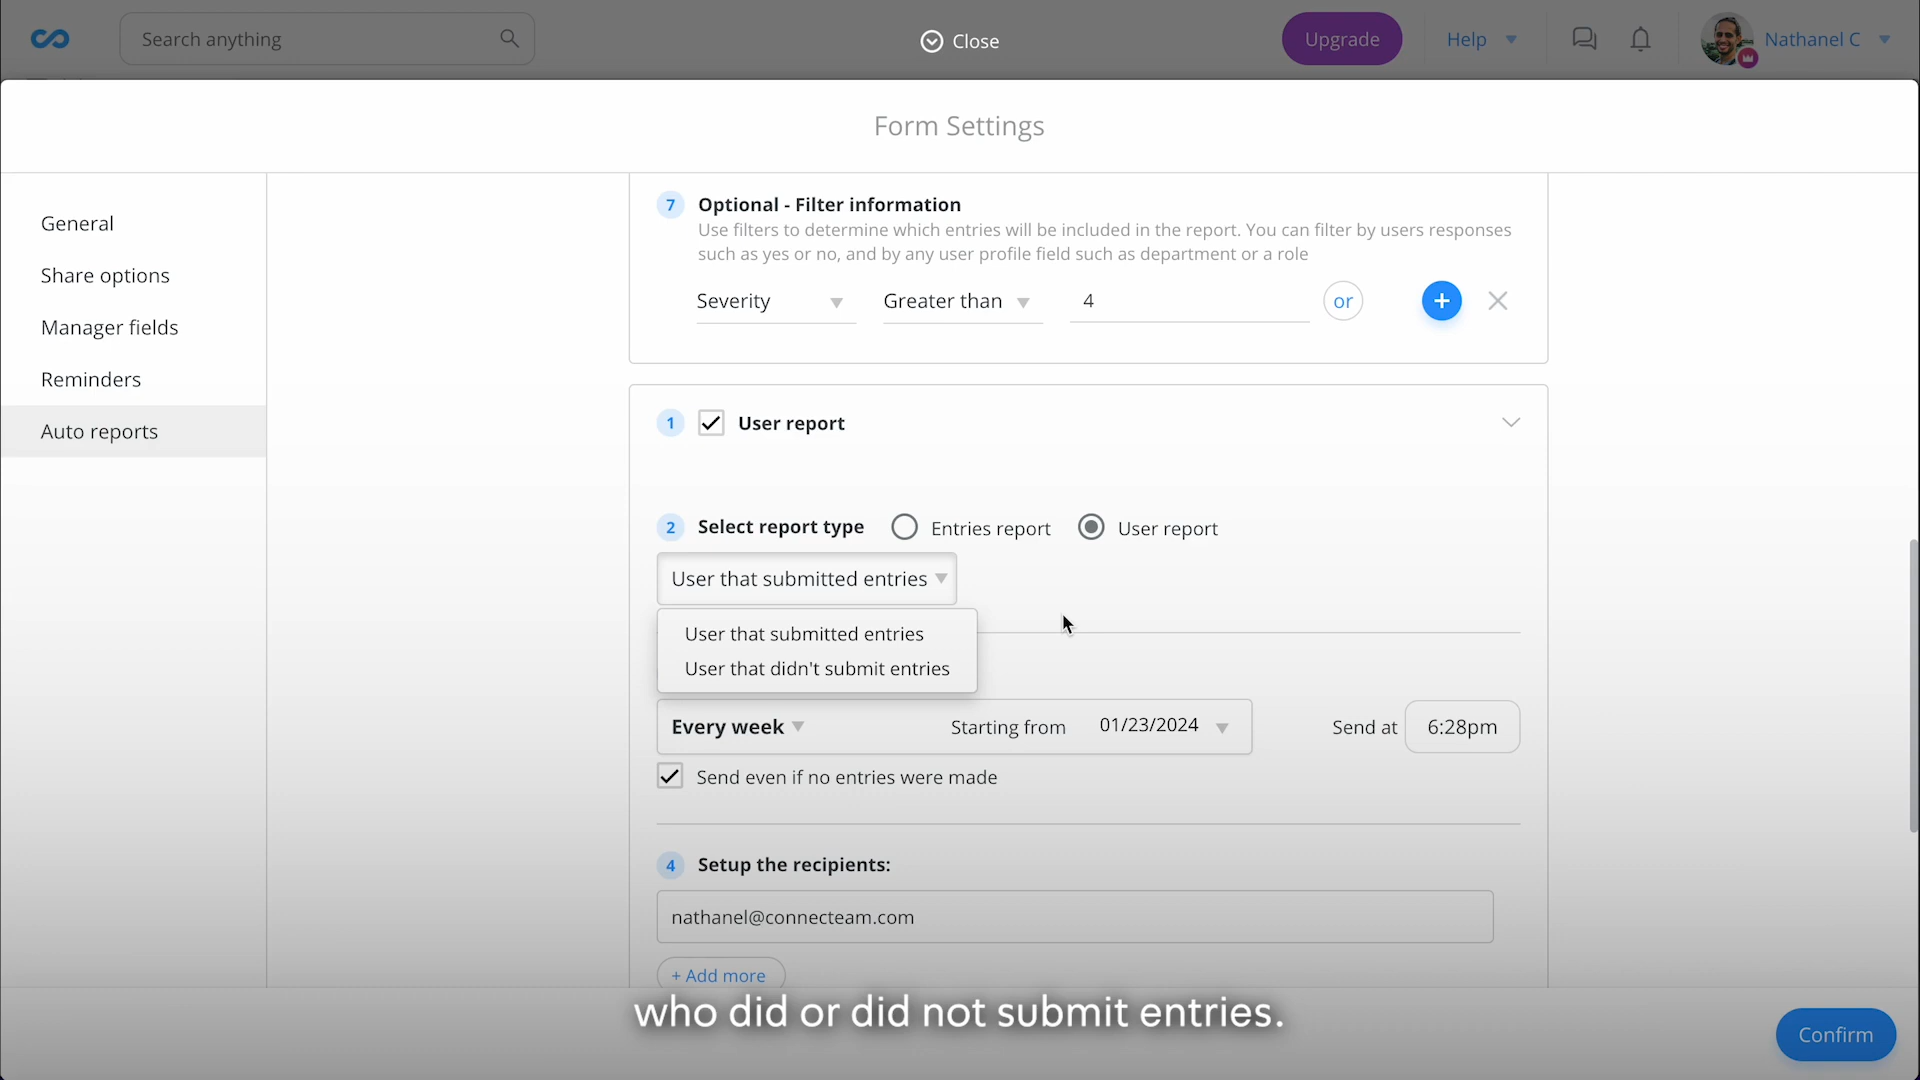 Search anything
Close
Upgrade
Help
Nathanel C
Form Settings
General
Share options
Manager fields
Reminders
Auto reports
7 Optional - Filter information
Use filters to determine which entries will be included in the report. You can filter by users responses
such as yes or no, and by any user profile field such as department or a role
Severity Greater than 4 or +
1 User report
2 Select report type Entries report User report
User that submitted entries
User that submitted entries
User that didn't submit entries
Every week Starting from 01/23/2024 Send at 6:28pm
Send even if no entries were made
4 Setup the recipients:
nathanel@connecteam.com
+ Add more
who did or did not submit entries.
Confirm